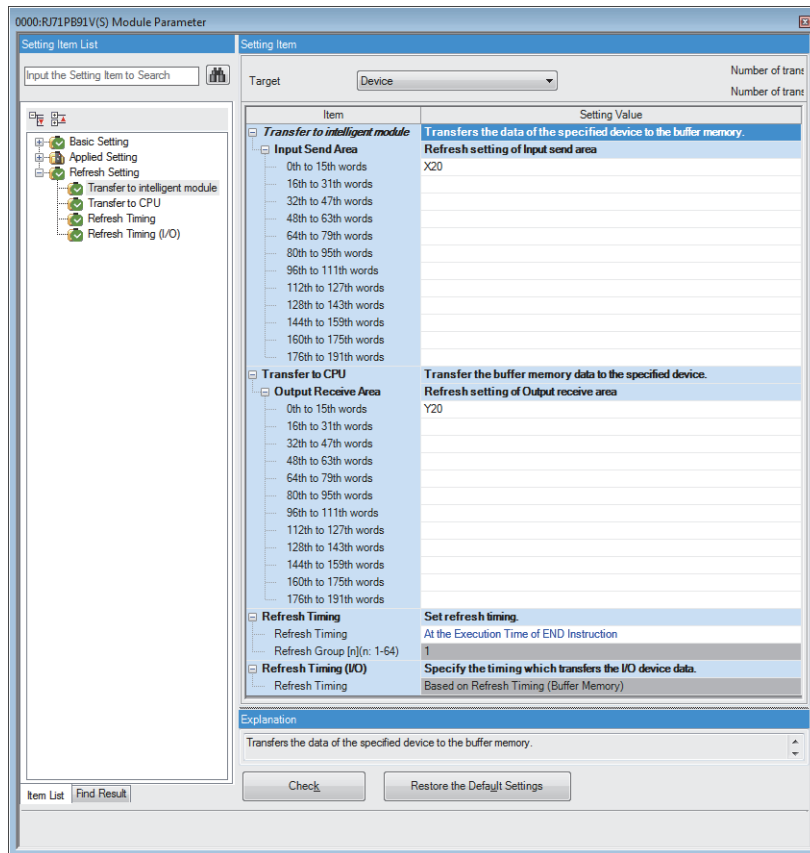 0000:RJ71PB91V(S) Module Parameter
Setting Item List
Input the Setting Item to Search
Basic Setting
Applied Setting
Refresh Setting
Transfer to intelligent module
Transfer to CPU
Refresh Timing
Refresh Timing (I/O)
Item List Find Result
Setting Item
Target Device
Number of trans
Number of trans
Item Setting Value
Transfer to intelligent module Transfers the data of the specified device to the buffer memory.
Input Send Area Refresh setting of Input send area
0th to 15th words X20
16th to 31th words
32th to 47th words
48th to 63th words
64th to 79th words
80th to 95th words
96th to 111th words
112th to 127th words
128th to 143th words
144th to 159th words
160th to 175th words
176th to 191th words
Transfer to CPU Transfer the buffer memory data to the specified device.
Output Receive Area Refresh setting of Output receive area
0th to 15th words Y20
16th to 31th words
32th to 47th words
48th to 63th words
64th to 79th words
80th to 95th words
96th to 111th words
112th to 127th words
128th to 143th words
144th to 159th words
160th to 175th words
176th to 191th words
Refresh Timing Set refresh timing.
Refresh Timing At the Execution Time of END Instruction
Refresh Group [n](n: 1-64) 1
Refresh Timing (I/O) Specify the timing which transfers the I/O device data.
Refresh Timing Based on Refresh Timing (Buffer Memory)
Explanation
Transfers the data of the specified device to the buffer memory.
Check Restore the Default Settings